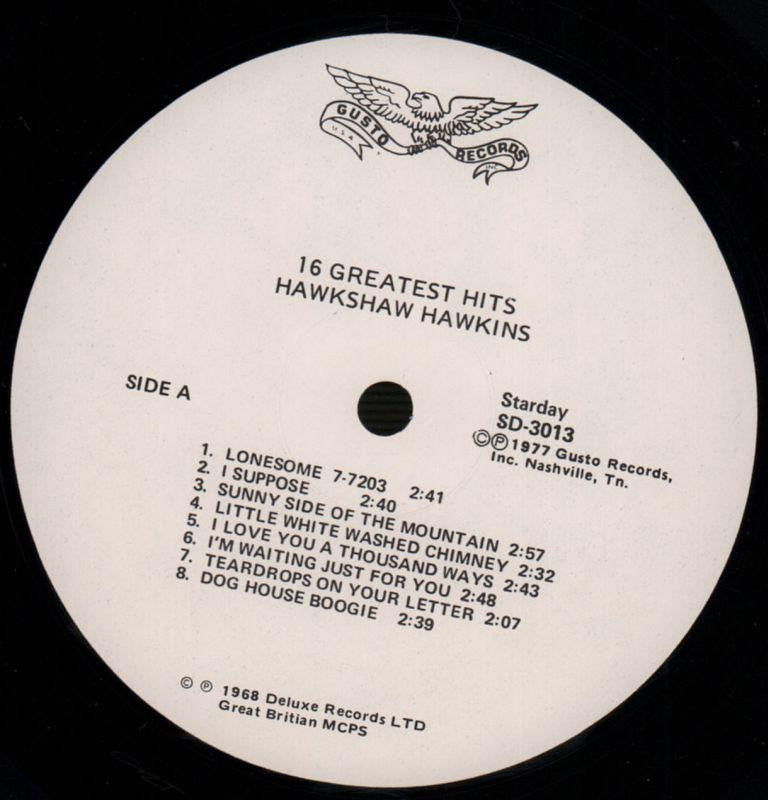 GUSTO
U.S.A.
RECORDS
INC.
16 GREATEST HITS
HAWKSHAW HAWKINS
SIDE A
Starday
SD-3013
©℗ 1977 Gusto Records,
Inc. Nashville, Tn.
1. LONESOME 7-7203 2:41
2. I SUPPOSE 2:40
3. SUNNY SIDE OF THE MOUNTAIN 2:57
4. LITTLE WHITE WASHED CHIMNEY 2:32
5. I LOVE YOU A THOUSAND WAYS 2:43
6. I'M WAITING JUST FOR YOU 2:48
7. TEARDROPS ON YOUR LETTER 2:07
8. DOG HOUSE BOOGIE 2:39
© ℗ 1968 Deluxe Records LTD
Great Britian MCPS